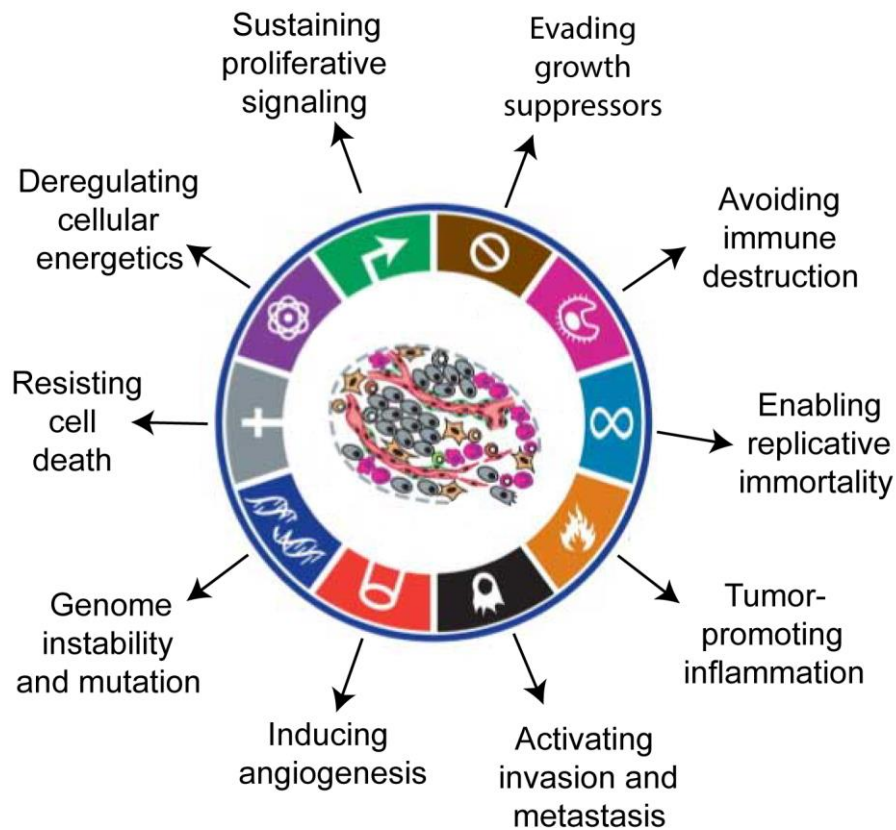 Sustaining
proliferative
signaling
Evading
growth
suppressors
Avoiding
immune
destruction
Enabling
replicative
immortality
Tumor-
promoting
inflammation
Activating
invasion and
metastasis
Inducing
angiogenesis
Genome
instability
and mutation
Resisting
cell
death
Deregulating
cellular
energetics